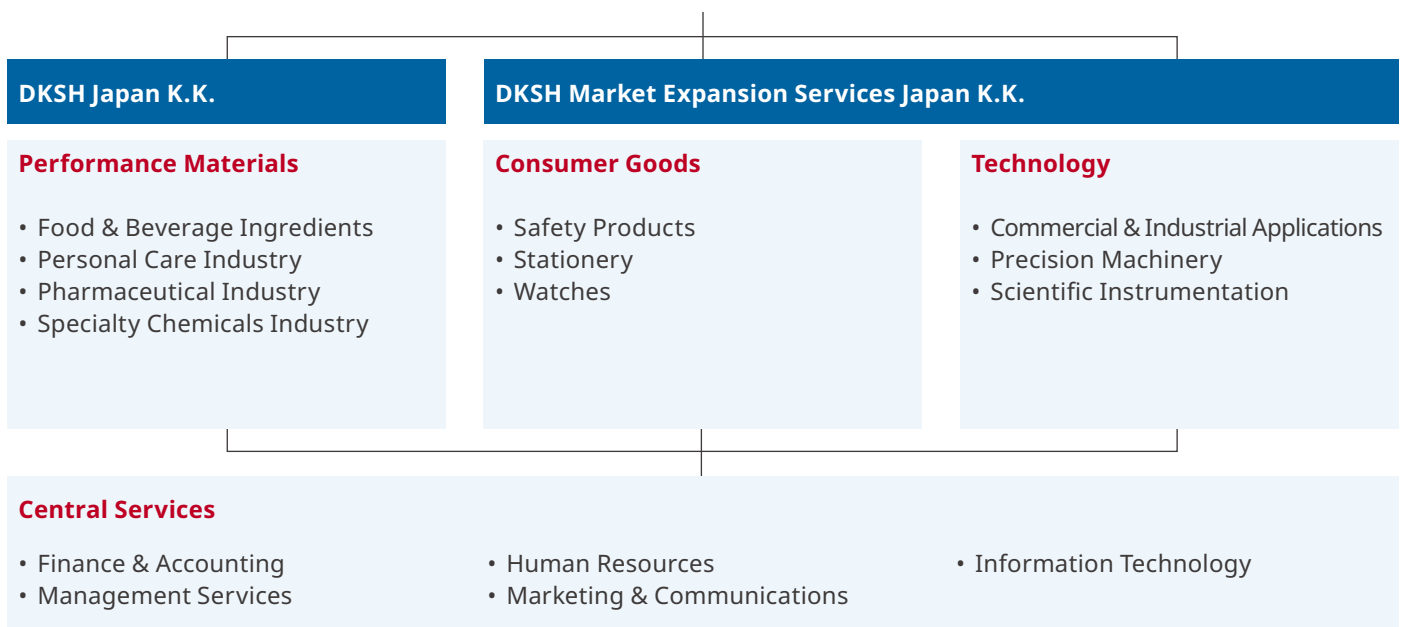 DKSH Japan K.K.
DKSH Market Expansion Services Japan K.K.
Performance Materials
• Food & Beverage Ingredients
• Personal Care Industry
• Pharmaceutical Industry
• Specialty Chemicals Industry
Consumer Goods
• Safety Products
• Stationery
• Watches
Technology
• Commercial & Industrial Applications
• Precision Machinery
• Scientific Instrumentation
Central Services
• Finance & Accounting
• Management Services
• Human Resources
• Marketing & Communications
• Information Technology